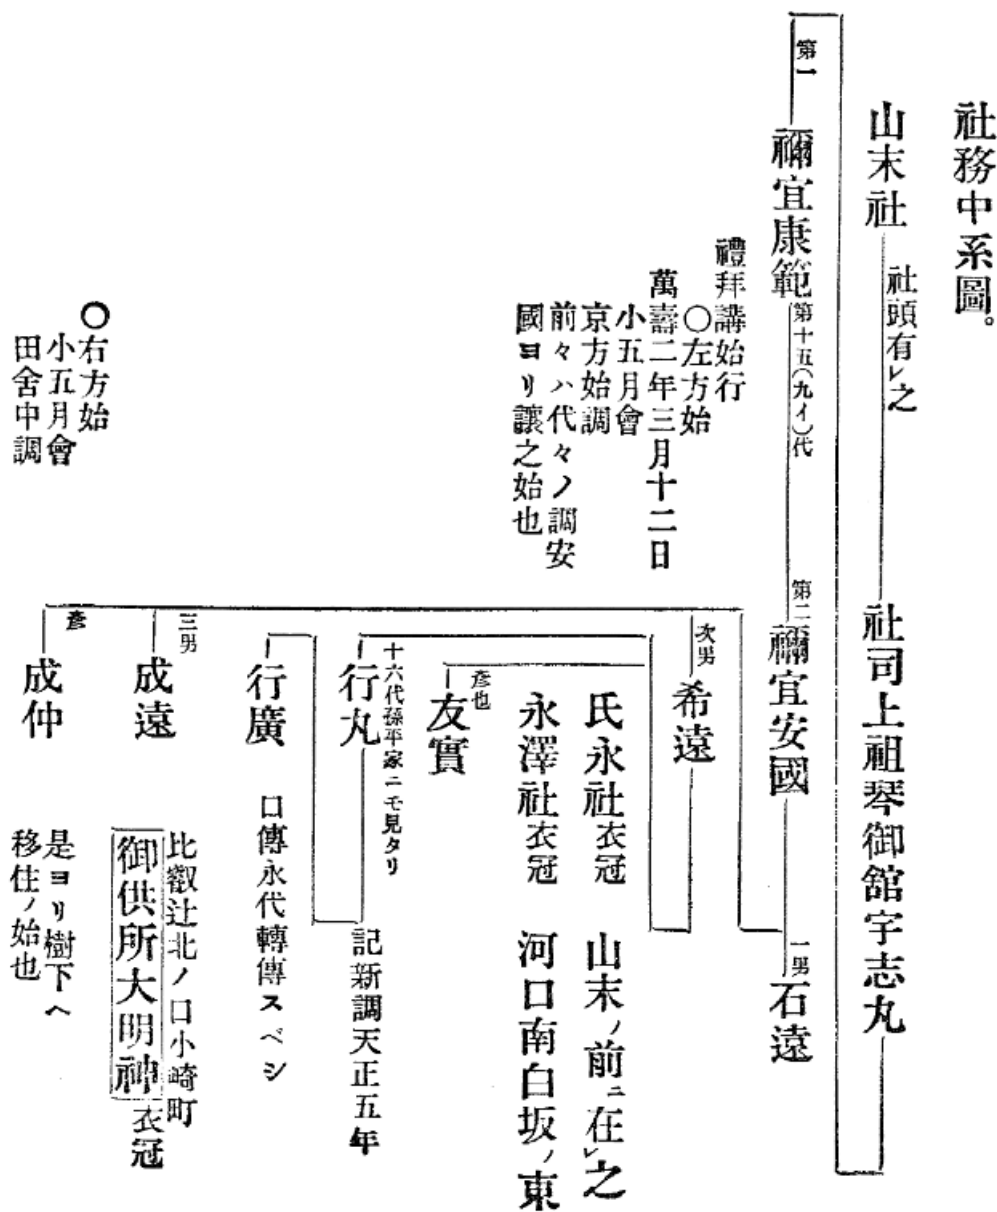 社務中系圖。
山末社
社頭有㆑之
社司上祖琴御舘宇志丸
第一
禰宜康範
第十五(九イ)代
第二
禰宜安國
一男
石遠
禮拜講始行
〇左方始
萬壽二年三月十二日
小五月會
京方始調
前々ハ代々ノ調安
國ヨリ讓之始也
次男
希遠
氏永社衣冠
山末ノ前ニ在㆑之
永澤社衣冠
河口南白坂ノ東
彥也
友實
十六代孫平家ニモ見タリ
行丸
記新調天正五年
行廣
口傳永代轉傳スベシ
三男
成遠
比叡辻北ノ口小崎町
御供所大明神衣冠
彥
成仲
是ヨリ樹下へ
移住ノ始也
〇右方始
小五月會
田舍中調